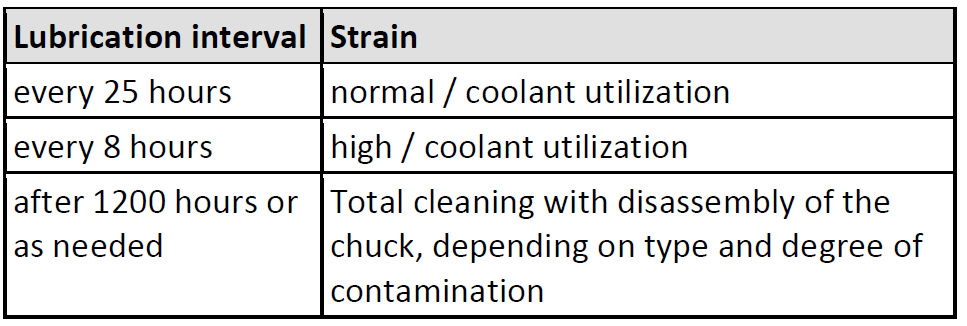 Lubrication interval Strain
every 25 hours normal / coolant utilization
every 8 hours high / coolant utilization
after 1200 hours or as needed
Total cleaning with disassembly of the
chuck, depending on type and degree of
contamination